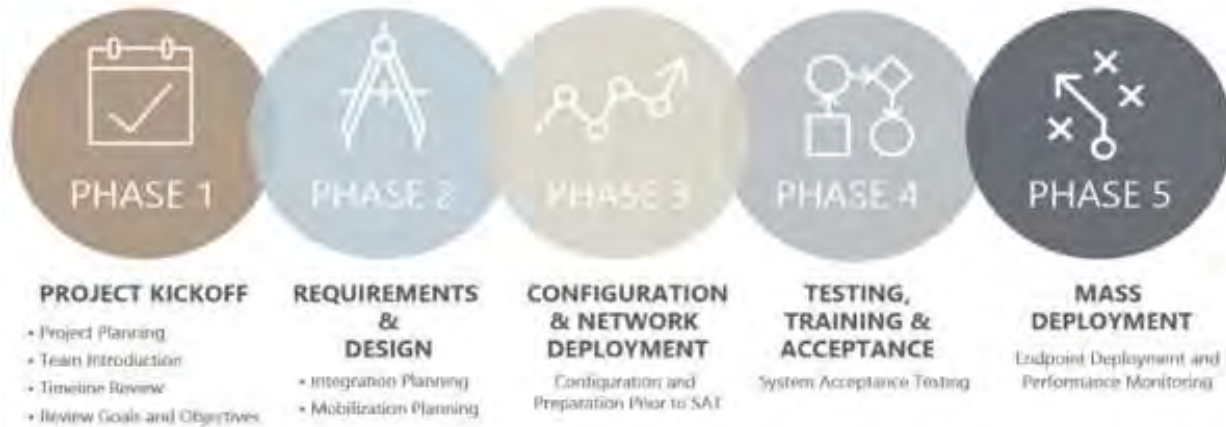 PHASE 1
PHASE 2
PHASE 3
PHASE 4
PHASE 5
PROJECT KICKOFF
• Project Planning
• Team Introduction
• Timeline Review
• Review Goals and Objectives
REQUIREMENTS
&
DESIGN
• Integration Planning
• Mobilization Planning
CONFIGURATION
& NETWORK
DEPLOYMENT
Configuration and
Preparation Prior to SAT
TESTING,
TRAINING &
ACCEPTANCE
System Acceptance Testing
MASS
DEPLOYMENT
Endpoint Deployment and
Performance Monitoring